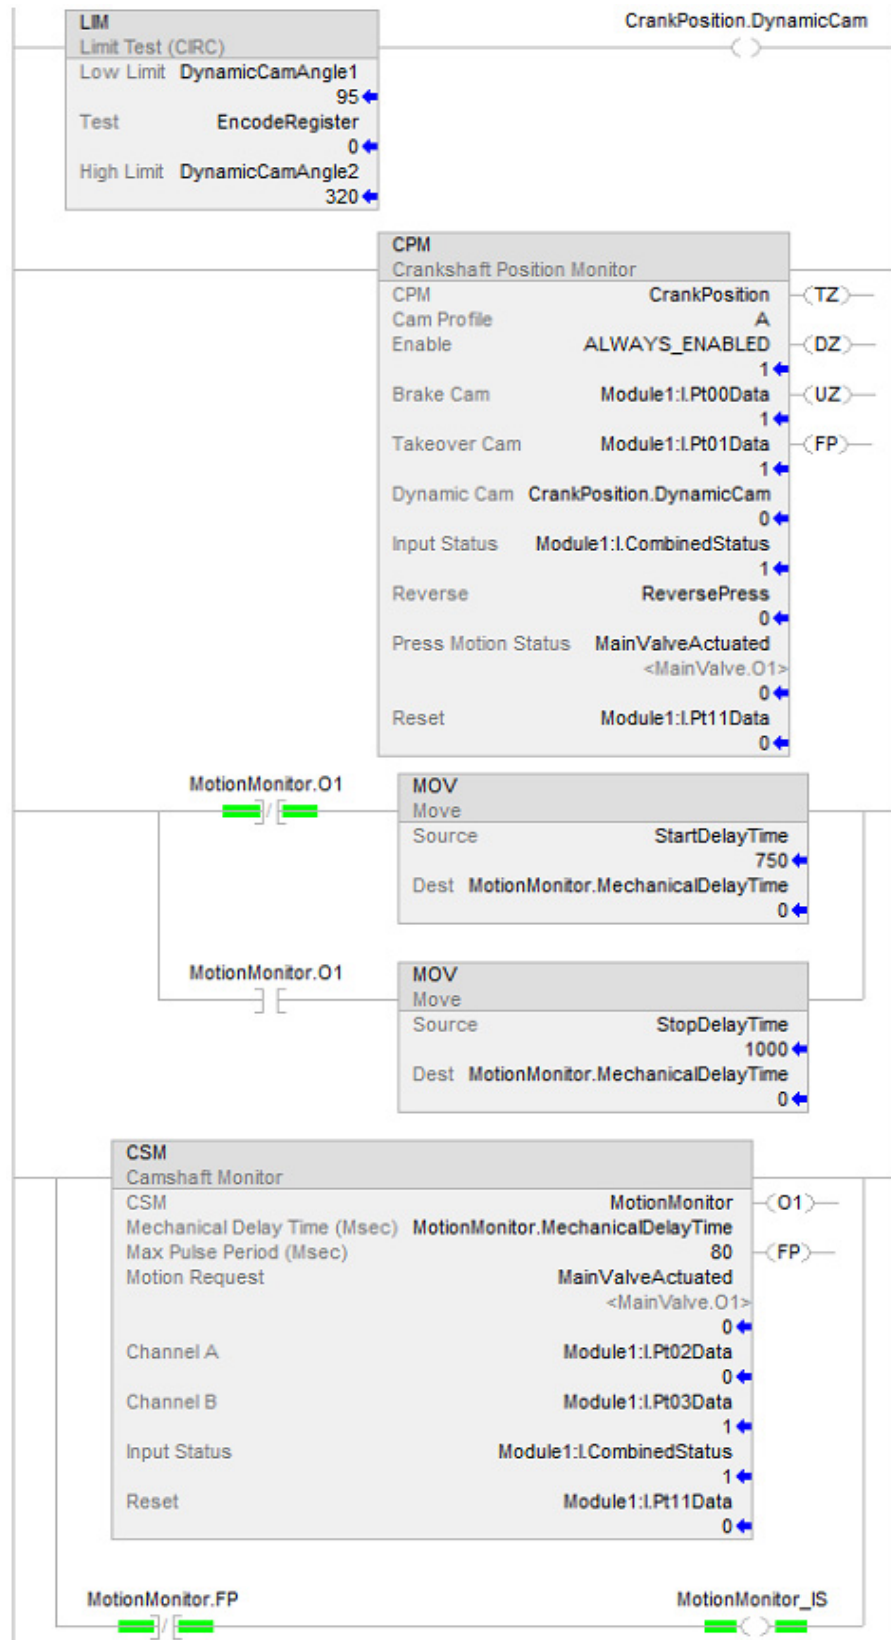 LIM
CrankPosition.DynamicCam
Limit Test (CIRC)
Low Limit DynamicCamAngle1
95
Test EncodeRegister
0
High Limit DynamicCamAngle2
320
CPM
Crankshaft Position Monitor
CPM CrankPosition TZ
Cam Profile A
Enable ALWAYS_ENABLED DZ
1
Brake Cam Module1:I.Pt00Data UZ
1
Takeover Cam Module1:I.Pt01Data FP
1
Dynamic Cam CrankPosition.DynamicCam
0
Input Status Module1:I.CombinedStatus
1
Reverse ReversePress
0
Press Motion Status MainValveActuated
<MainValve.O1>
0
Reset Module1:I.Pt11Data
0
MotionMonitor.O1
MOV
Move
Source StartDelayTime
750
Dest MotionMonitor.MechanicalDelayTime
0
MotionMonitor.O1
MOV
Move
Source StopDelayTime
1000
Dest MotionMonitor.MechanicalDelayTime
0
CSM
Camshaft Monitor
CSM MotionMonitor O1
Mechanical Delay Time (Msec) MotionMonitor.MechanicalDelayTime
Max Pulse Period (Msec) 80 FP
Motion Request MainValveActuated
<MainValve.O1>
0
Channel A Module1:I.Pt02Data
0
Channel B Module1:I.Pt03Data
1
Input Status Module1:I.CombinedStatus
1
Reset Module1:I.Pt11Data
0
MotionMonitor.FP MotionMonitor_IS